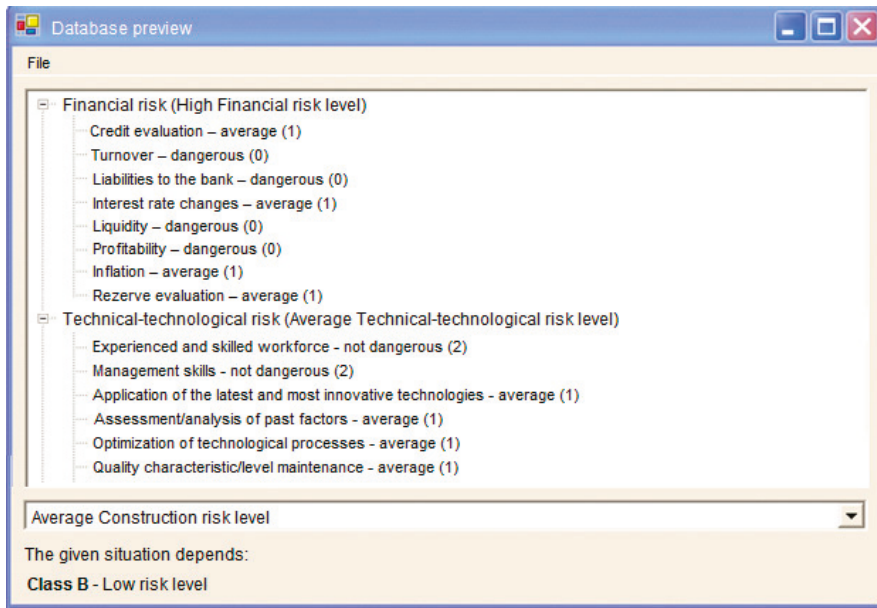 Database preview
File
Financial risk (High Financial risk level)
Credit evaluation – average (1)
Turnover – dangerous (0)
Liabilities to the bank – dangerous (0)
Interest rate changes – average (1)
Liquidity – dangerous (0)
Profitability – dangerous (0)
Inflation – average (1)
Rezerve evaluation – average (1)
Technical-technological risk (Average Technical-technological risk level)
Experienced and skilled workforce - not dangerous (2)
Management skills - not dangerous (2)
Application of the latest and most innovative technologies - average (1)
Assessment/analysis of past factors - average (1)
Optimization of technological processes - average (1)
Quality characteristic/level maintenance - average (1)
Average Construction risk level
The given situation depends:
Class B - Low risk level